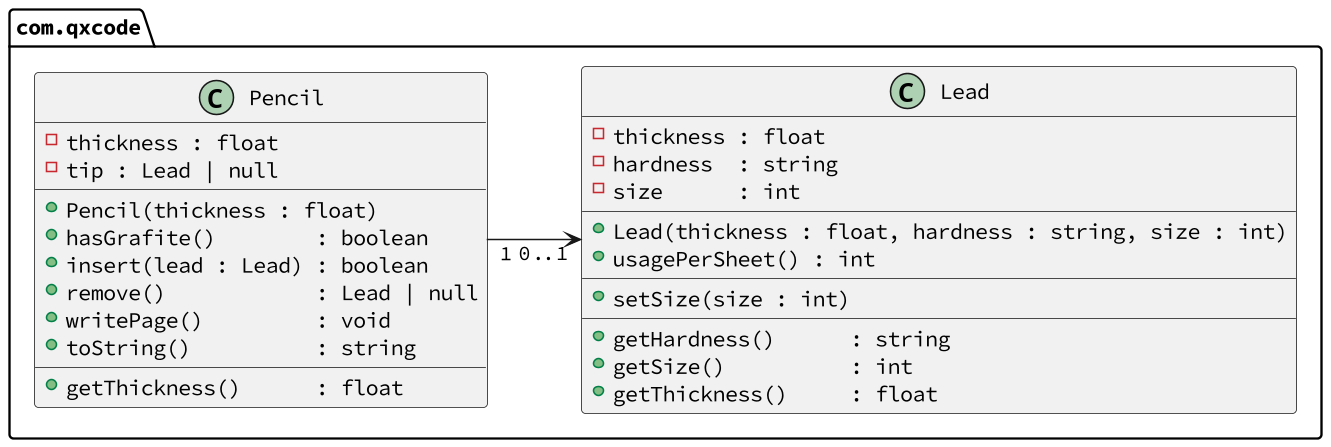 com.qxcode
C Pencil
thickness : float
tip : Lead | null
Pencil(thickness : float)
hasGrafite() : boolean
insert(lead : Lead) : boolean
remove() : Lead | null
writePage() : void
toString() : string
getThickness() : float
1 0..1
C Lead
thickness : float
hardness : string
size : int
Lead(thickness : float, hardness : string, size : int)
usagePerSheet() : int
setSize(size : int)
getHardness() : string
getSize() : int
getThickness() : float